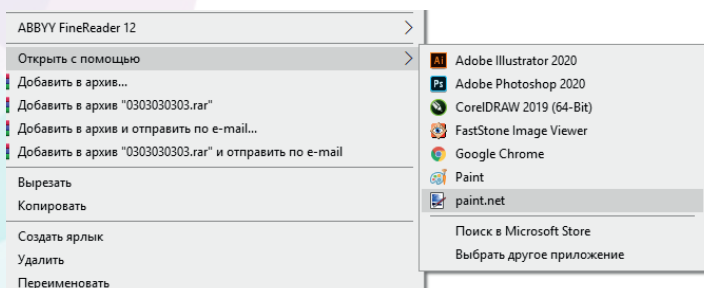 ABBYY FineReader 12
Открыть с помощью
Добавить в архив...
Добавить в архив "0303030303.rar"
Добавить в архив и отправить по e-mail...
Добавить в архив "0303030303.rar" и отправить по e-mail
Вырезать
Копировать
Создать ярлык
Удалить
Переименовать
Adobe Illustrator 2020
Adobe Photoshop 2020
CorelDRAW 2019 (64-Bit)
FastStone Image Viewer
Google Chrome
Paint
paint.net
Поиск в Microsoft Store
Выбрать другое приложение